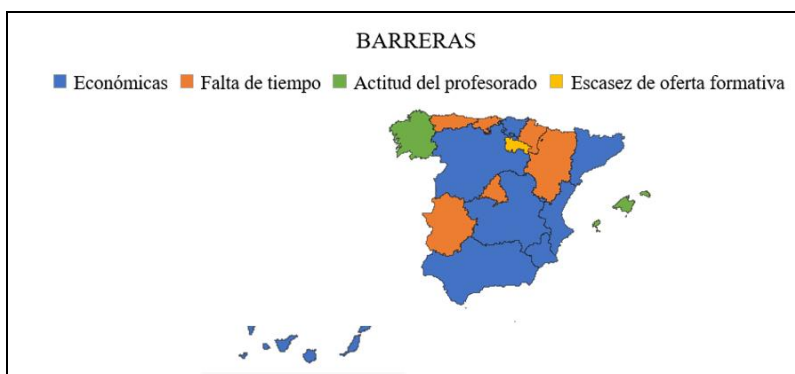 BARRERAS
Económicas Falta de tiempo Actitud del profesorado Escasez de oferta formativa